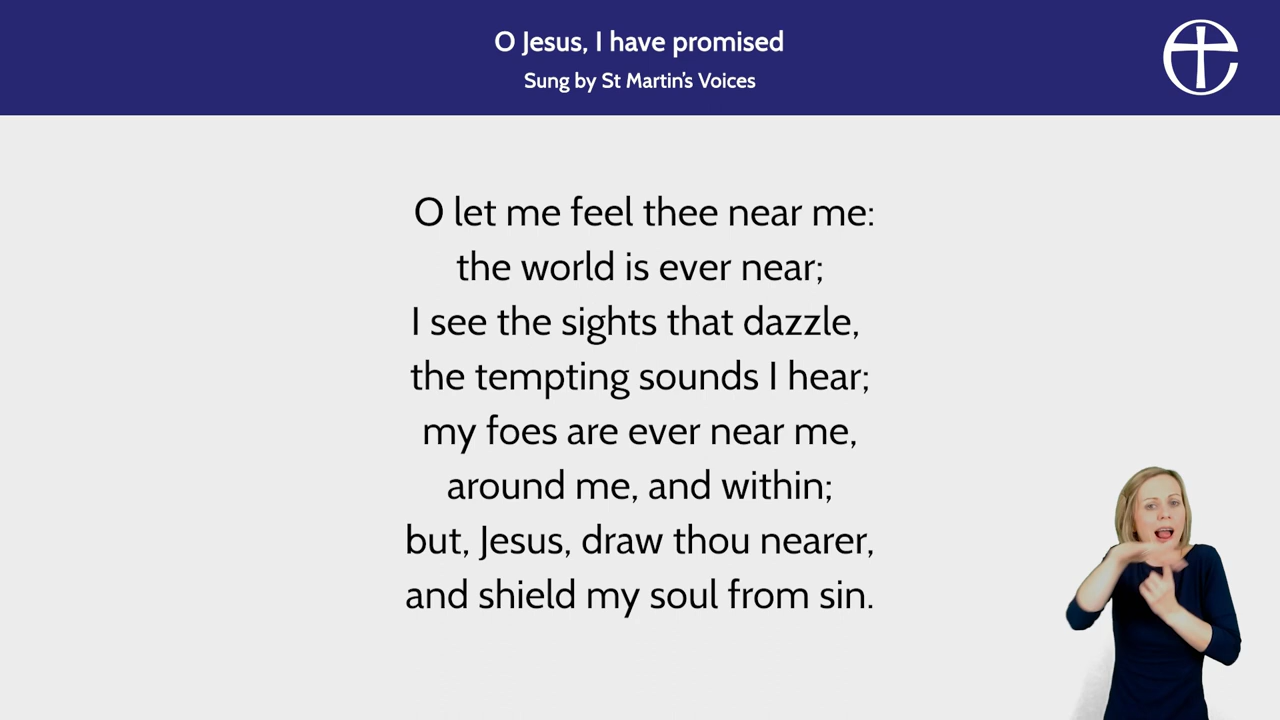 O Jesus, I have promised
Sung by St Martin's Voices
O let me feel thee near me:
the world is ever near;
I see the sights that dazzle,
the tempting sounds I hear;
my foes are ever near me,
around me, and within;
but, Jesus, draw thou nearer,
and shield my soul from sin.